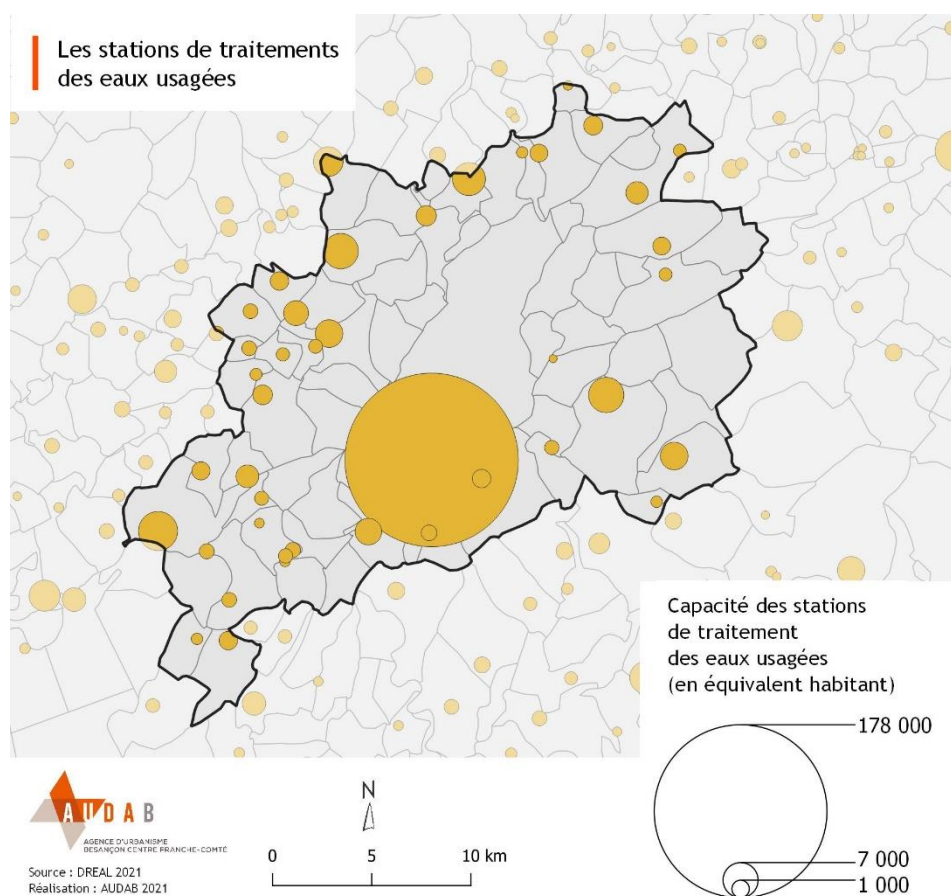 Les stations de traitements
des eaux usagées
Capacité des stations
de traitement
des eaux usagées
(en équivalent habitant)
178 000
7 000
1 000
N
0 5 10 km
AUDAB
AGENCE D'URBANISME
BESANÇON CENTRE FRANCHE-COMTÉ
Source : DREAL 2021
Réalisation : AUDAB 2021